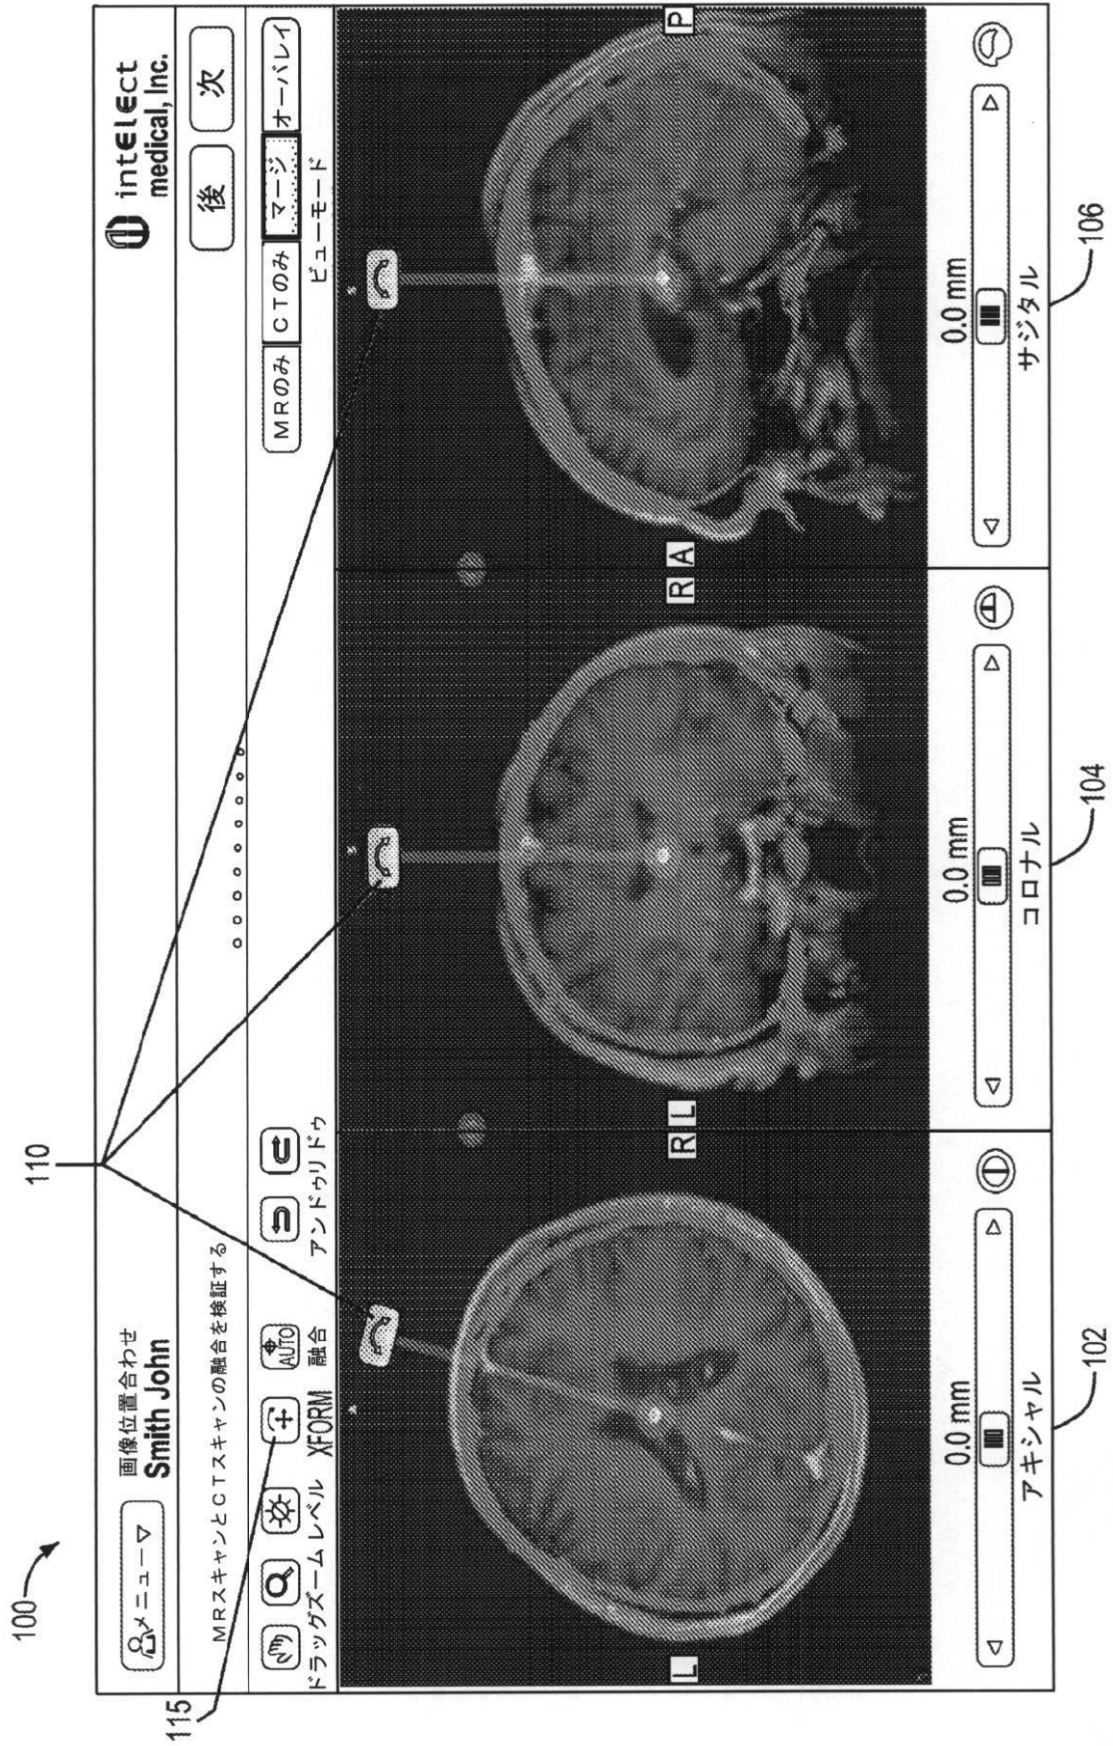 100
110
115
メニュー▽
画像位置合わせ
Smith John
intElEct
medical, Inc.
MRスキャンとCTスキャンの融合を検証する
後
次
AUTO
ドラッグ
ズーム
レベル
XFORM
融合
アンドゥ
リドゥ
MRのみ
CTのみ
マージ
オーバレイ
ビューモード
A
S
S
L
R
L
R
A
P
0.0 mm
0.0 mm
0.0 mm
アキシャル
コロナル
サジタル
102
104
106